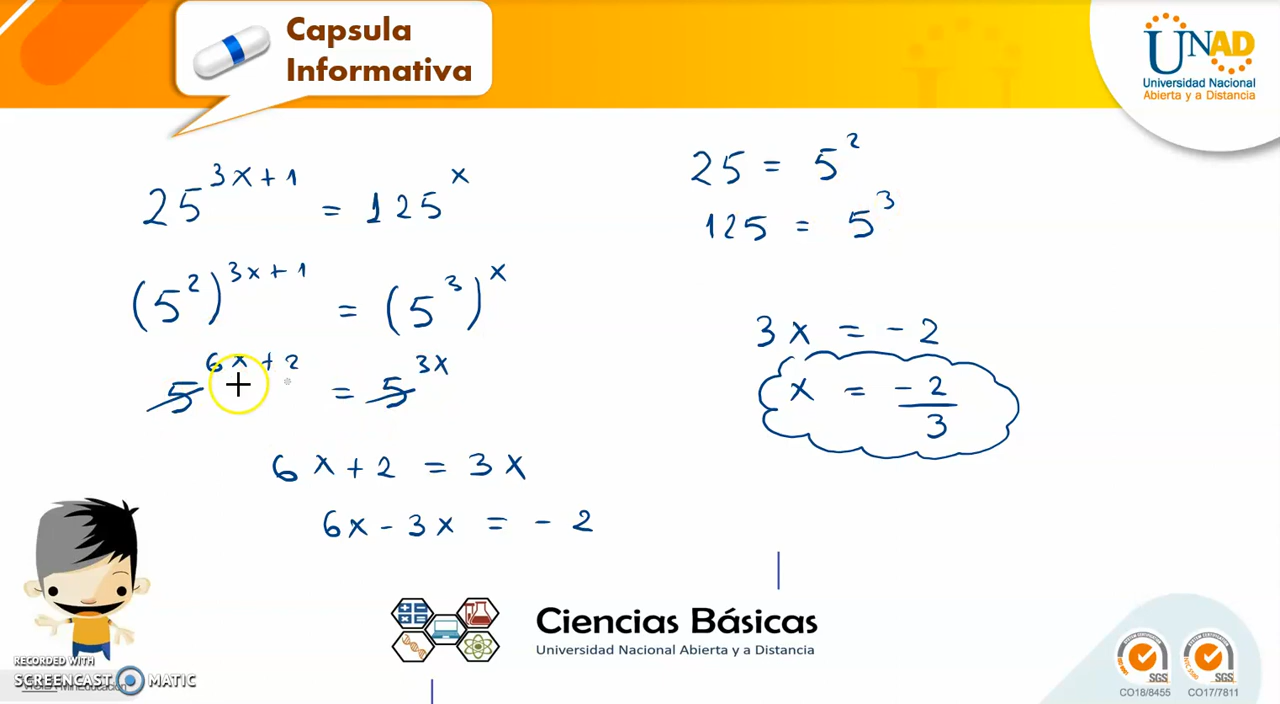 Capsula
Informativa
UNAD
Universidad Nacional
Abierta y a Distancia
25^(3x+1) = 125^x
(5^2)^(3x+1) = (5^3)^x
5^(6x+2) = 5^(3x)
6x+2 = 3x
6x-3x = -2
25 = 5^2
125 = 5^3
3x = -2
x = -2/3
Ciencias Básicas
Universidad Nacional Abierta y a Distancia
RECORDED WITH
SCREENCAST MATIC
SGS
CO18/8455
SGS
CO17/7811